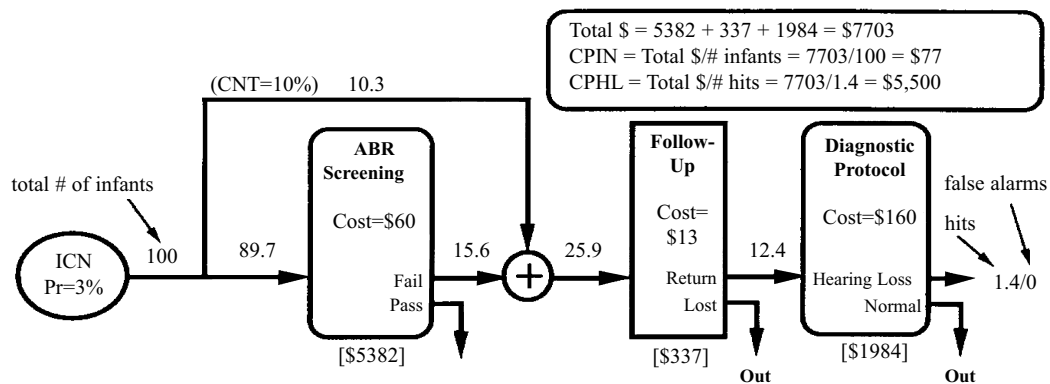 Total $ = 5382 + 337 + 1984 = $7703
CPIN = Total $/# infants = 7703/100 = $77
CPHL = Total $/# hits = 7703/1.4 = $5,500
(CNT=10%) 10.3
total # of infants
ICN
Pr=3%
100
89.7
ABR
Screening
Cost=$60
Fail
Pass
[$5382]
15.6
+
25.9
Follow-
Up
Cost=
$13
Return
Lost
[$337]
Out
12.4
Diagnostic
Protocol
Cost=$160
Hearing Loss
Normal
[$1984]
Out
false alarms
hits
1.4/0